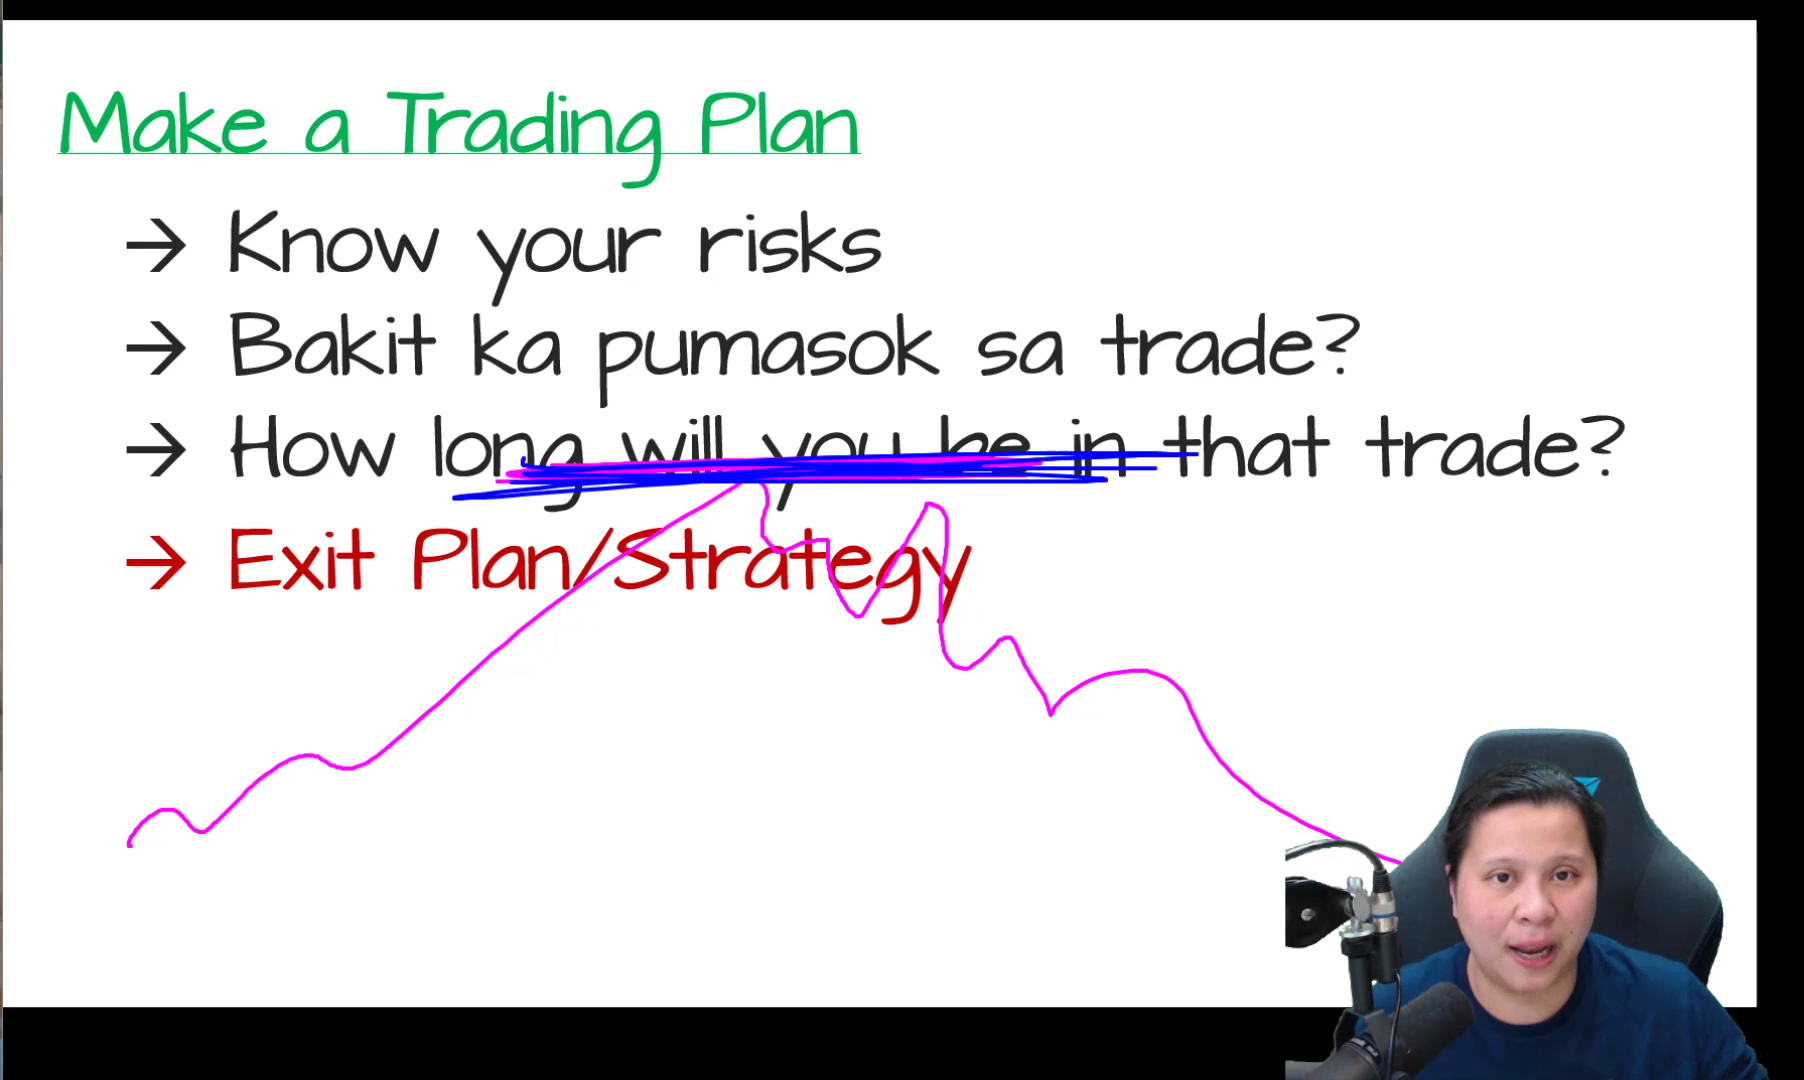 Make a Trading Plan
→ Know your risks
→ Bakit ka pumasok sa trade?
→ How long will you be in that trade?
→ Exit Plan/Strategy